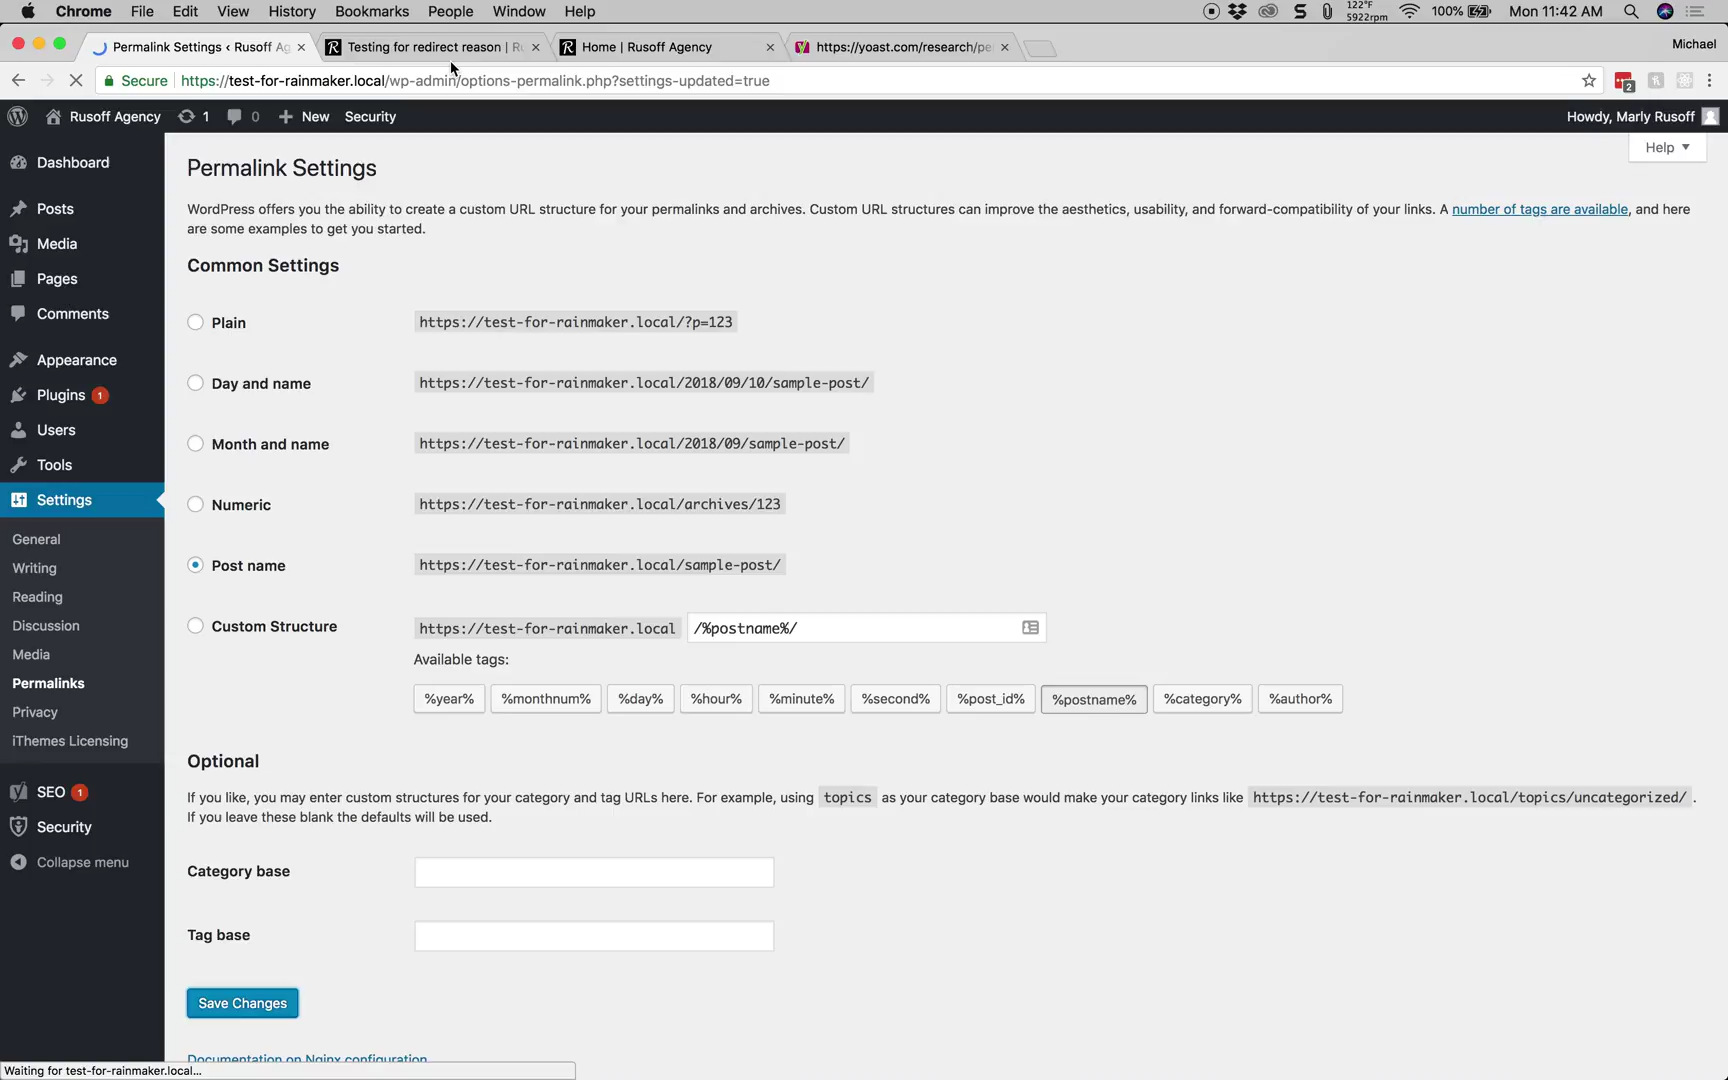 Chrome File Edit View History Bookmarks People Window Help 122°F 5922rpm 100% Mon 11:42 AM
Permalink Settings ‹ Rusoff Ag Testing for redirect reason | Ru Home | Rusoff Agency https://yoast.com/research/pe Michael
Secure https://test-for-rainmaker.local/wp-admin/options-permalink.php?settings-updated=true 2
Rusoff Agency 1 0 New Security Howdy, Marly Rusoff
Help
Dashboard
Posts
Media
Pages
Comments
Appearance
Plugins 1
Users
Tools
Settings
General
Writing
Reading
Discussion
Media
Permalinks
Privacy
iThemes Licensing
SEO 1
Security
Collapse menu
Permalink Settings
WordPress offers you the ability to create a custom URL structure for your permalinks and archives. Custom URL structures can improve the aesthetics, usability, and forward-compatibility of your links. A number of tags are available, and here
are some examples to get you started.
Common Settings
Plain https://test-for-rainmaker.local/?p=123
Day and name https://test-for-rainmaker.local/2018/09/10/sample-post/
Month and name https://test-for-rainmaker.local/2018/09/sample-post/
Numeric https://test-for-rainmaker.local/archives/123
Post name https://test-for-rainmaker.local/sample-post/
Custom Structure https://test-for-rainmaker.local /%postname%/
Available tags:
%year% %monthnum% %day% %hour% %minute% %second% %post_id% %postname% %category% %author%
Optional
If you like, you may enter custom structures for your category and tag URLs here. For example, using topics as your category base would make your category links like https://test-for-rainmaker.local/topics/uncategorized/ .
If you leave these blank the defaults will be used.
Category base
Tag base
Save Changes
Documentation on Nginx configuration
Waiting for test-for-rainmaker.local...